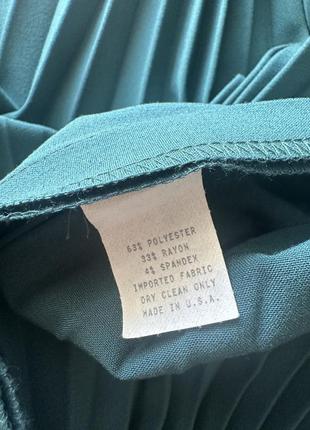 63% POLYESTER
33% RAYON
4% SPANDEX
IMPORTED FABRIC
DRY CLEAN ONLY
MADE IN U.S.A.